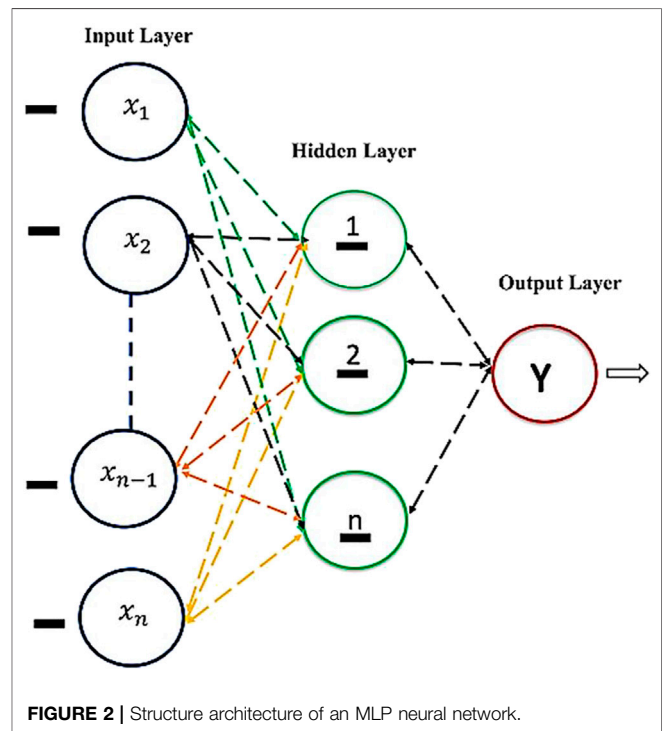 Input Layer
x₁
Hidden Layer
x₂
1
Output Layer
2
Y
xₙ₋₁
n
xₙ
FIGURE 2 | Structure architecture of an MLP neural network.